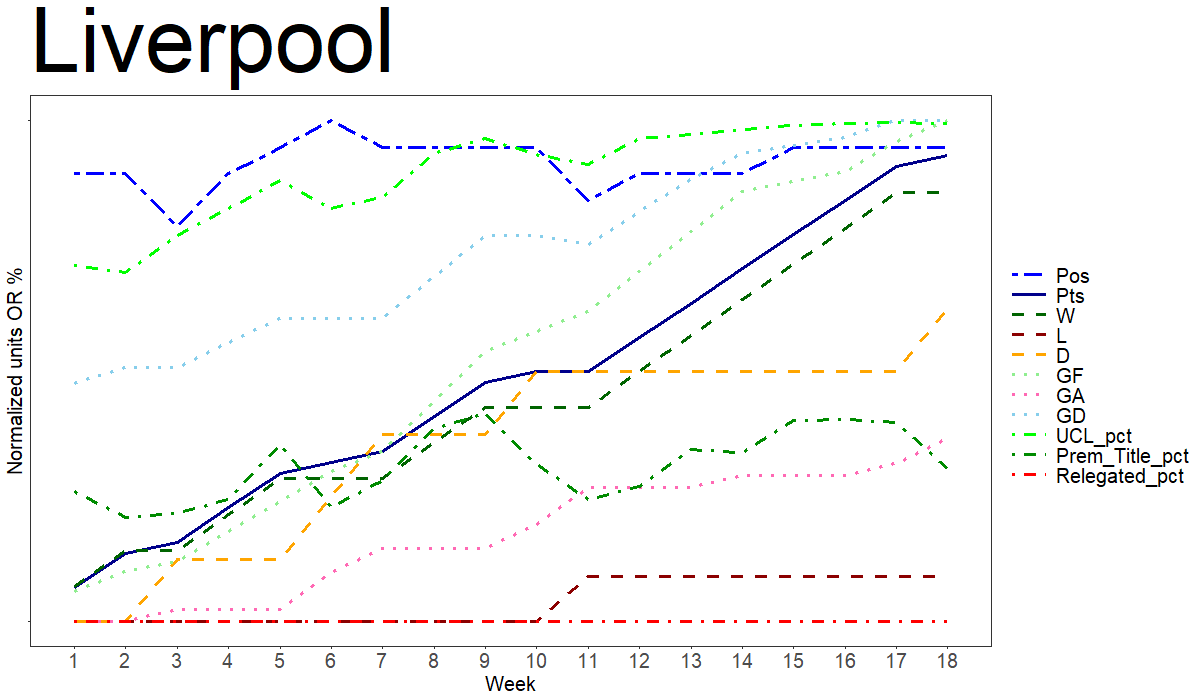 Liverpool
Normalized units OR %
Pos
Pts
W
L
D
GF
GA
GD
UCL_pct
Prem_Title_pct
Relegated_pct
1 2 3 4 5 6 7 8 9 10 11 12 13 14 15 16 17 18
Week